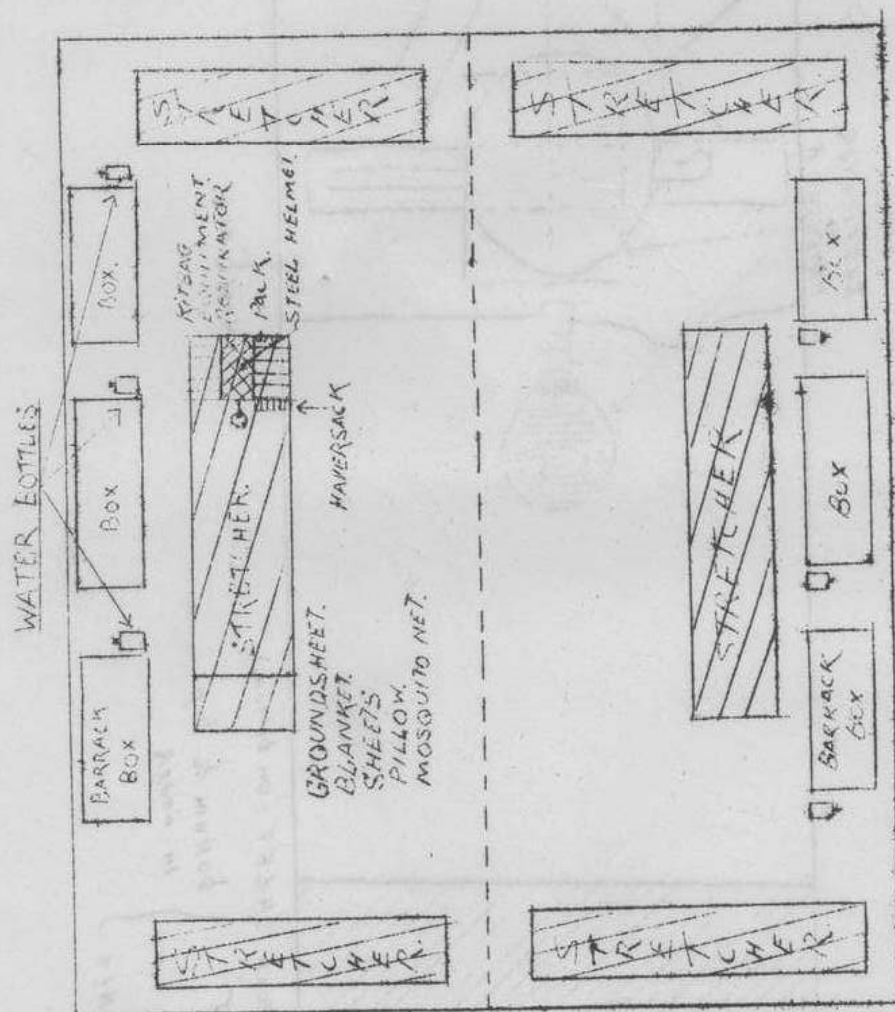 WATER BOTTLES
STRETCHER.
STRETCHER.
BOX.
BOX
BARRACK
BOX
KITBAG
EQUIPMENT
RESPIRATOR
PACK.
STEEL HELMET
HAVERSACK
STRETCHER.
GROUNDSHEET.
BLANKET.
SHEETS
PILLOW.
MOSQUITO NET.
BOX
BOX
BARRACK
BOX
STRETCHER
STRETCHER.
STRETCHER.